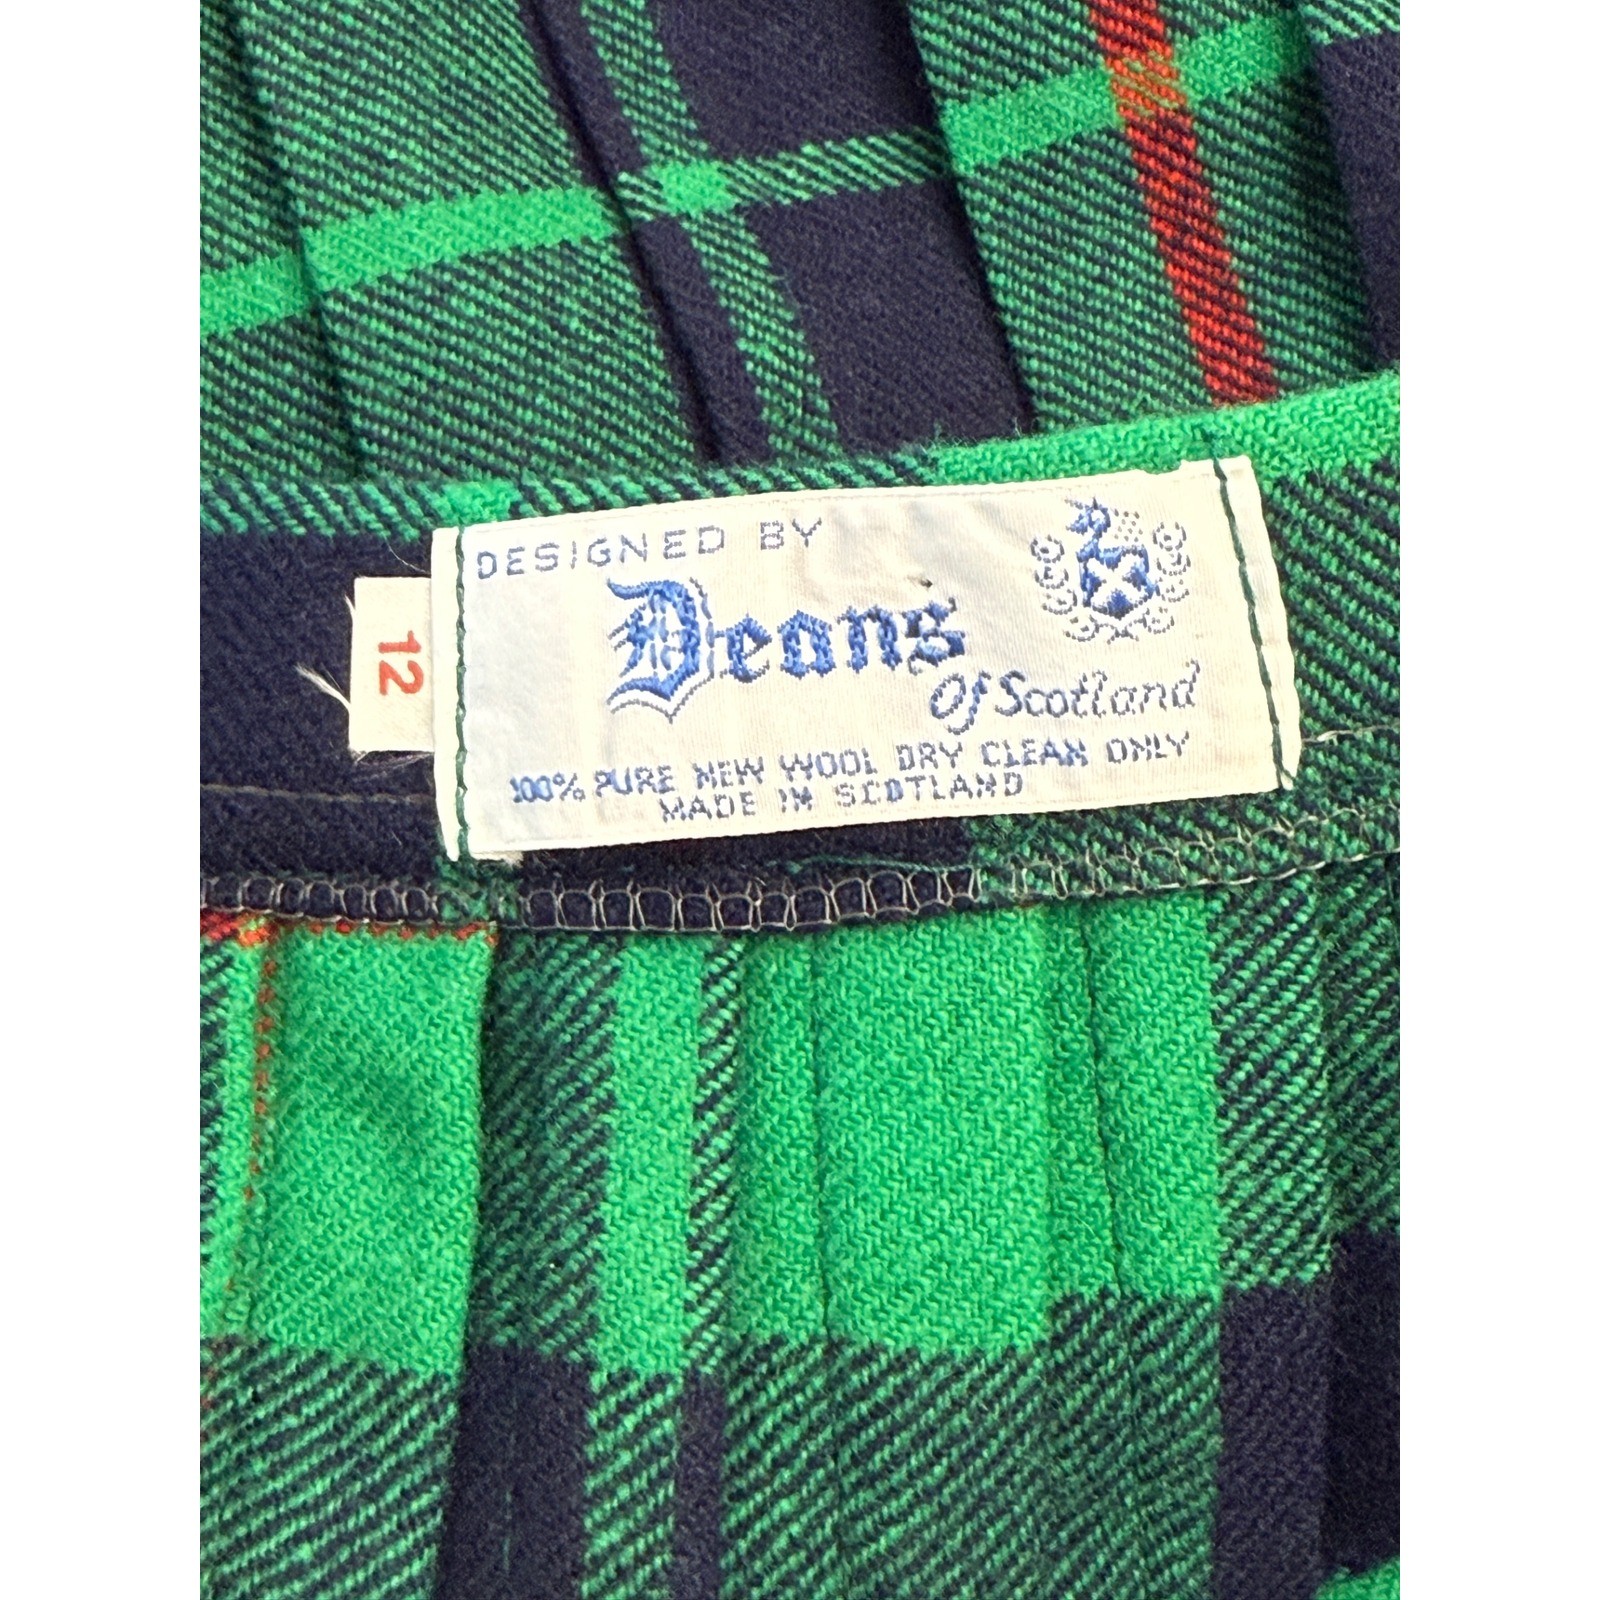 DESIGNED BY
Deans
Of Scotland
100% PURE NEW WOOL DRY CLEAN ONLY
MADE IN SCOTLAND
12